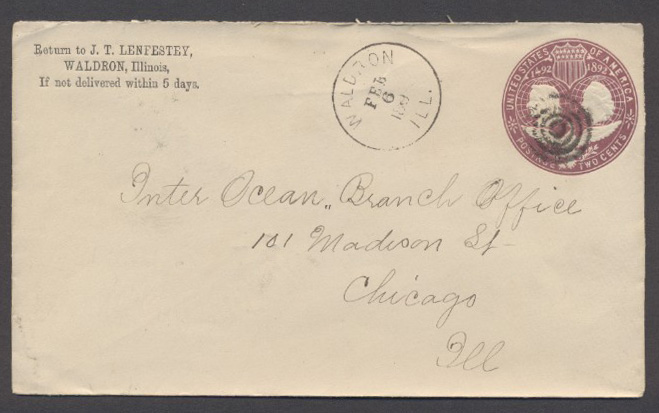 Return to J. T. LENFESTEY,
WALDRON, Illinois,
If not delivered within 5 days.
WALDRON
FEB
6
ILL.
UNITED STATES OF AMERICA
1492 1892
POSTAGE TWO CENTS
Inter Ocean,, Branch Office
101 Madison St
Chicago
Ill